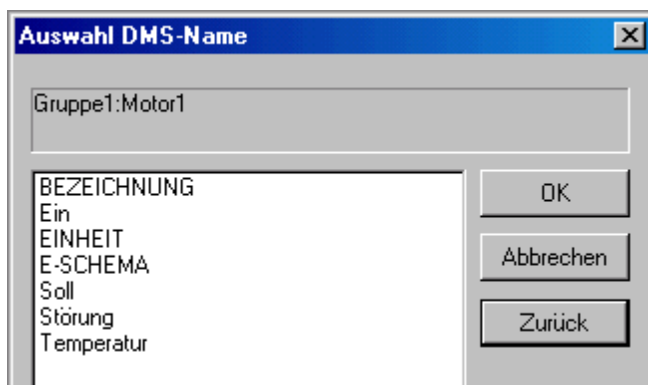 Auswahl DMS-Name
Gruppe1:Motor1
BEZEICHNUNG
Ein
EINHEIT
E-SCHEMA
Soll
Störung
Temperatur
OK
Abbrechen
Zurück